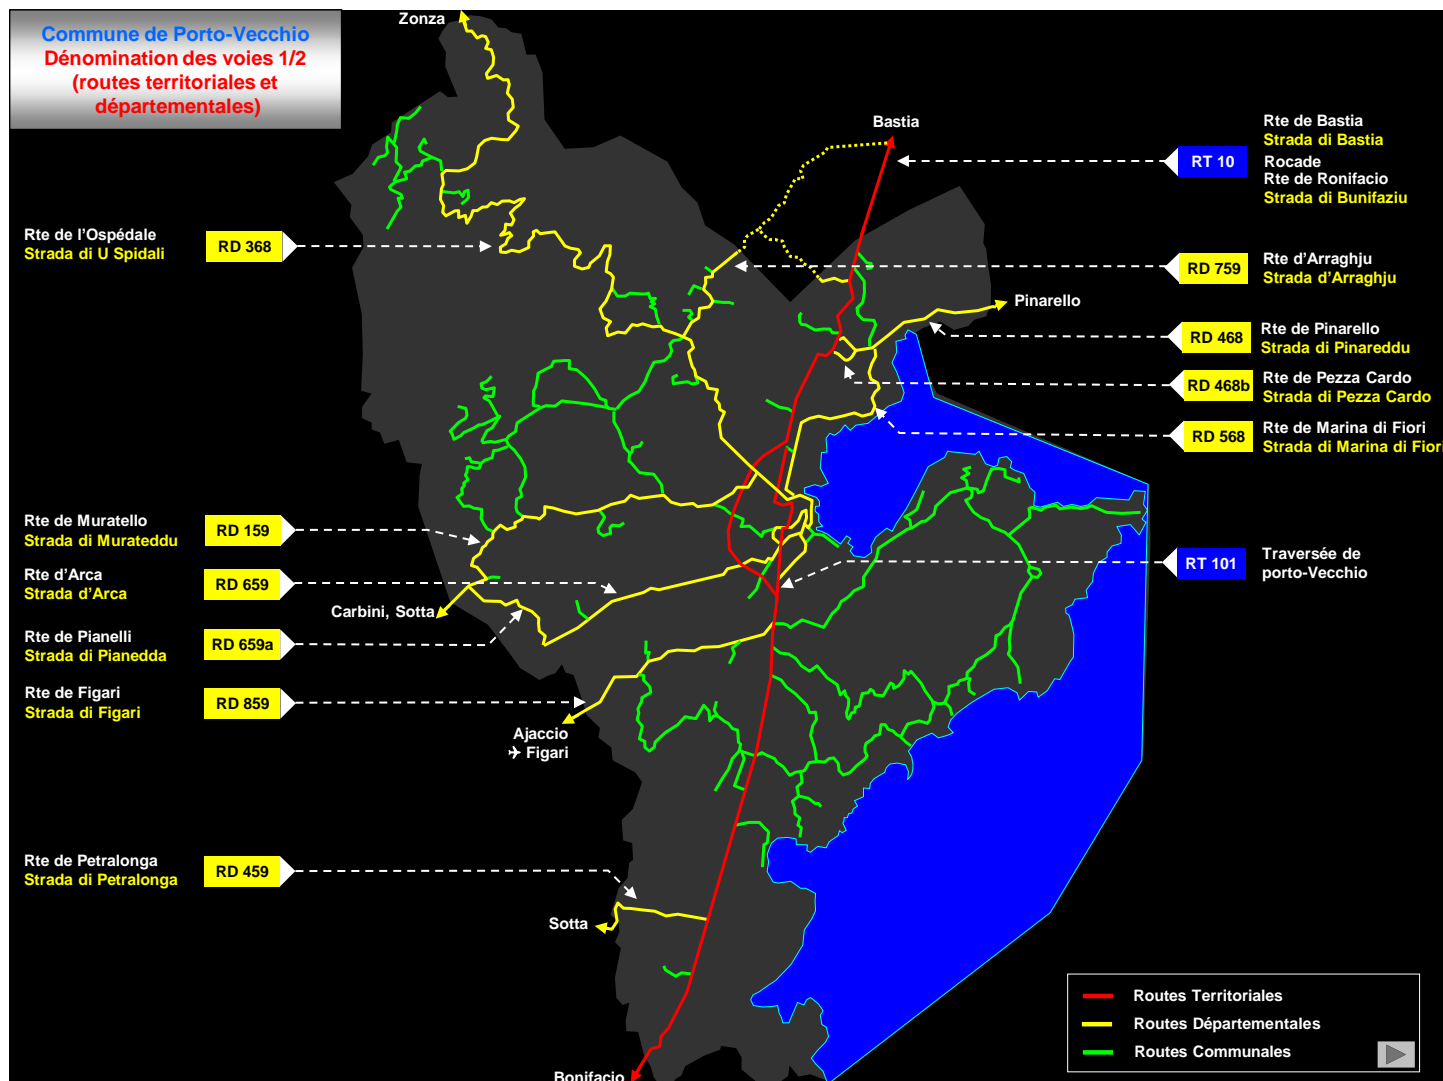 Commune de Porto-Vecchio
Dénomination des voies 1/2
(routes territoriales et
départementales)
Zonza
Bastia
Rte de Bastia
Strada di Bastia
RT 10
Rocade
Rte de Ronifacio
Strada di Bunifaziu
Rte de l'Ospédale
Strada di U Spidali
RD 368
RD 759
Rte d'Arraghju
Strada d'Arraghju
Pinarello
RD 468
Rte de Pinarello
Strada di Pinareddu
RD 468b
Rte de Pezza Cardo
Strada di Pezza Cardo
RD 568
Rte de Marina di Fiori
Strada di Marina di Fiori
Rte de Muratello
Strada di Murateddu
RD 159
RT 101
Traversée de
porto-Vecchio
Rte d'Arca
Strada d'Arca
RD 659
Carbini, Sotta
Rte de Pianelli
Strada di Pianedda
RD 659a
Rte de Figari
Strada di Figari
RD 859
Ajaccio
✈ Figari
Rte de Petralonga
Strada di Petralonga
RD 459
Sotta
Bonifacio
Routes Territoriales
Routes Départementales
Routes Communales